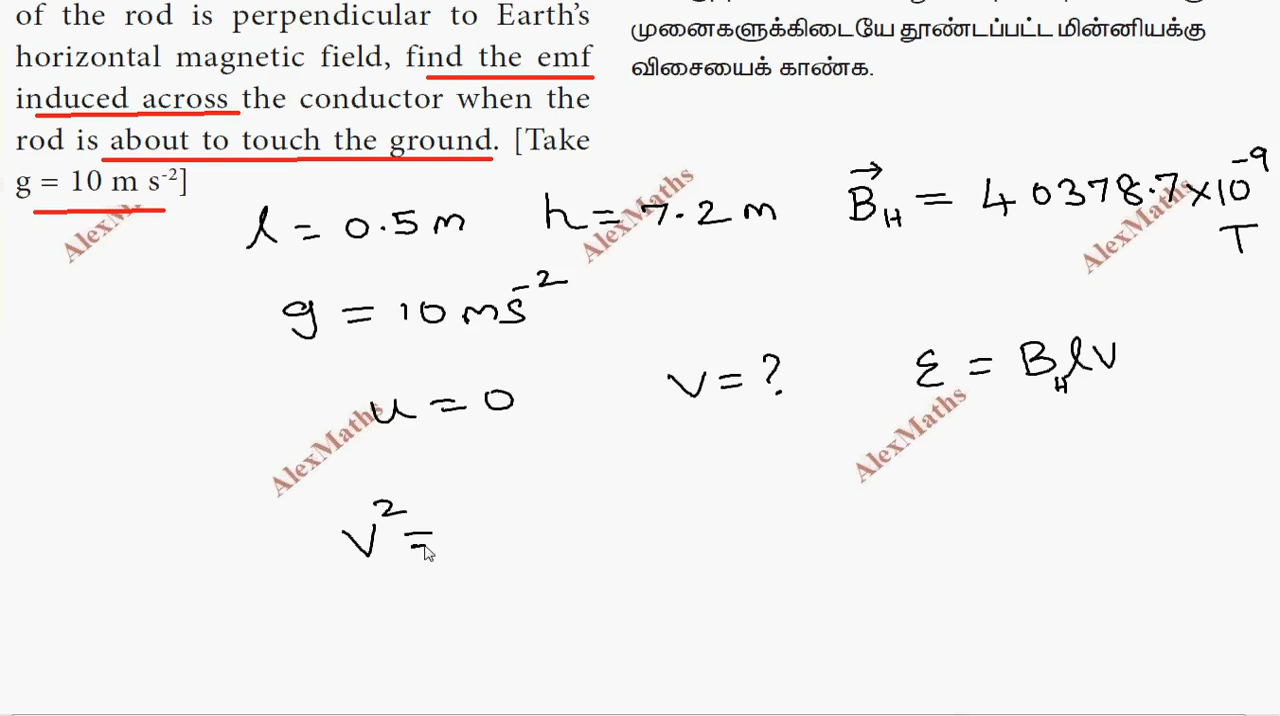 of the rod is perpendicular to Earth's
horizontal magnetic field, find the emf
induced across the conductor when the
rod is about to touch the ground. [Take
g = 10 m s⁻²]
முனைகளுக்கிடையே தூண்டப்பட்ட மின்னியக்கு
விசையைக் காண்க.
l = 0.5 m h = 7.2 m B⃗_H = 40378.7 × 10⁻⁹ T
g = 10 ms⁻²
u = 0 v = ? ε = B_H l v
v² =
AlexMaths
AlexMaths
AlexMaths
AlexMaths
AlexMaths